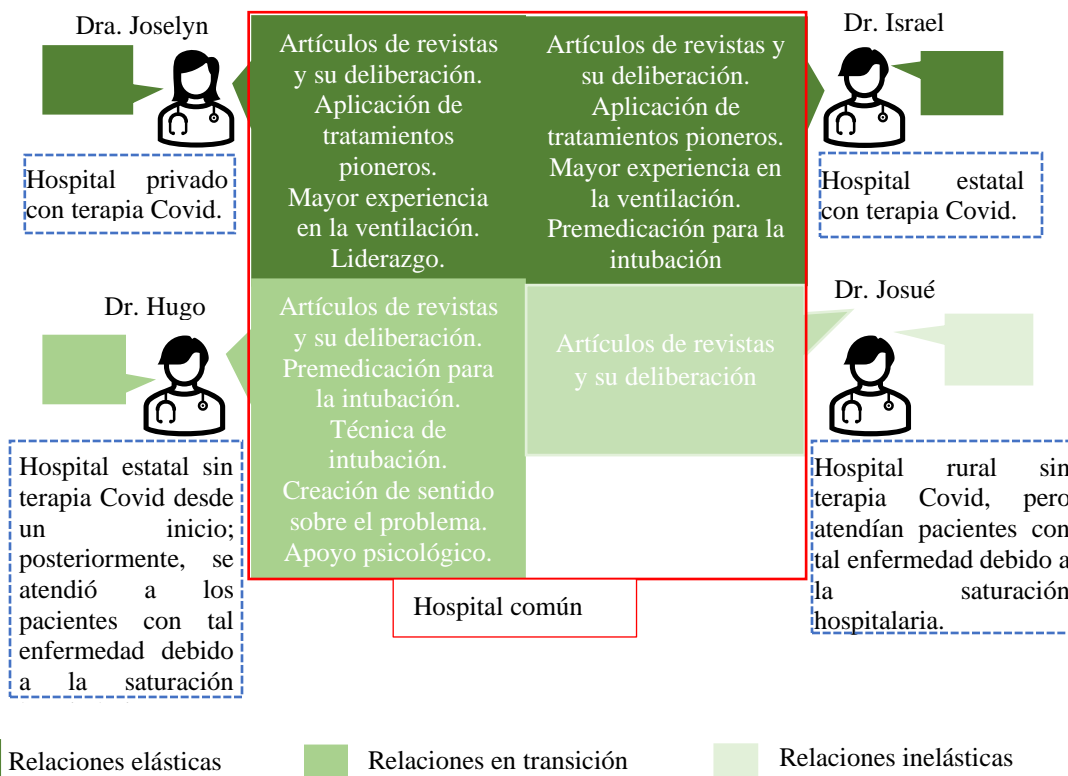 Dra. Joselyn
Hospital privado
con terapia Covid.
Artículos de revistas
y su deliberación.
Aplicación de
tratamientos
pioneros.
Mayor experiencia
en la ventilación.
Liderazgo.
Artículos de revistas y
su deliberación.
Aplicación de
tratamientos pioneros.
Mayor experiencia en
la ventilación.
Premedicación para la
intubación
Dr. Israel
Hospital estatal
con terapia Covid.
Dr. Hugo
Hospital estatal sin
terapia Covid desde
un inicio;
posteriormente, se
atendió a los
pacientes con tal
enfermedad debido
a la saturación
Artículos de revistas
y su deliberación.
Premedicación para
la intubación.
Técnica de
intubación.
Creación de sentido
sobre el problema.
Apoyo psicológico.
Artículos de revistas
y su deliberación
Dr. Josué
Hospital rural sin
terapia Covid, pero
atendían pacientes con
tal enfermedad debido a
la saturación
hospitalaria.
Hospital común
Relaciones elásticas
Relaciones en transición
Relaciones inelásticas